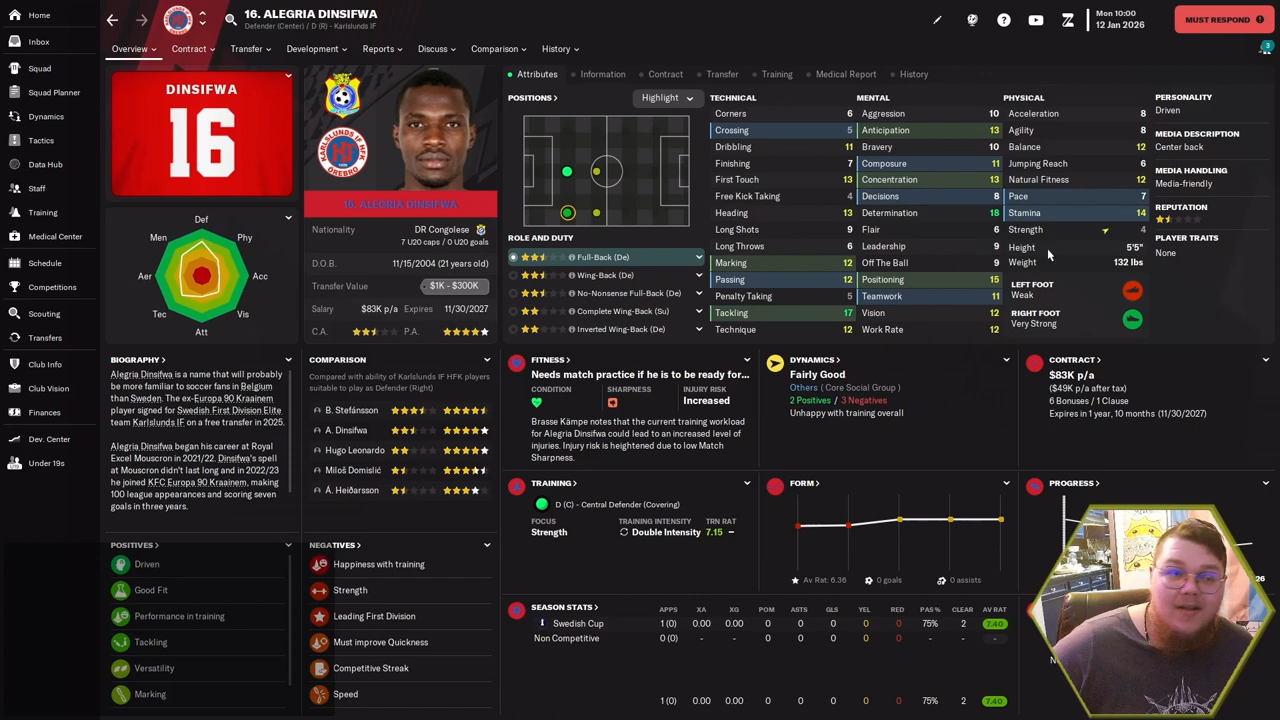 Home
Inbox
Squad
Squad Planner
Dynamics
Tactics
Data Hub
Staff
Training
Medical Center
Schedule
Competitions
Scouting
Transfers
Club Info
Club Vision
Finances
Dev. Center
Under 19s
16. ALEGRIA DINSIFWA
Defender (Center) / D (R) - Karlslunds IF
Mon 10:00
12 Jan 2026
MUST RESPOND
3
Overview
Contract
Transfer
Development
Reports
Discuss
Comparison
History
DINSIFWA
16
Def
Men Phy
Aer Acc
Tec Vis
Att
KARLSLUNDS IF HFK
OREBRO
16. ALEGRIA DINSIFWA
Nationality DR Congolese
7 U20 caps / 0 U20 goals
D.O.B. 11/15/2004 (21 years old)
Transfer Value $1K - $300K
Salary $83K p/a Expires 11/30/2027
C.A. P.A.
Attributes Information Contract Transfer Training Medical Report History
POSITIONS >
Highlight
ROLE AND DUTY
Full-Back (De)
Wing-Back (De)
No-Nonsense Full-Back (De)
Complete Wing-Back (Su)
Inverted Wing-Back (De)
TECHNICAL
Corners 6
Crossing 5
Dribbling 11
Finishing 7
First Touch 13
Free Kick Taking 4
Heading 13
Long Shots 9
Long Throws 6
Marking 12
Passing 12
Penalty Taking 5
Tackling 17
Technique 12
MENTAL
Aggression 10
Anticipation 13
Bravery 10
Composure 11
Concentration 13
Decisions 8
Determination 18
Flair 6
Leadership 9
Off The Ball 9
Positioning 15
Teamwork 11
Vision 12
Work Rate 12
PHYSICAL
Acceleration 8
Agility 8
Balance 12
Jumping Reach 6
Natural Fitness 12
Pace 7
Stamina 14
Strength 4
Height 5'5"
Weight 132 lbs
LEFT FOOT
Weak
RIGHT FOOT
Very Strong
PERSONALITY
Driven
MEDIA DESCRIPTION
Center back
MEDIA HANDLING
Media-friendly
REPUTATION
PLAYER TRAITS
None
BIOGRAPHY >
Alegria Dinsifwa is a name that will probably
be more familiar to soccer fans in Belgium
than Sweden. The ex-Europa 90 Kraainem
player signed for Swedish First Division Elite
team Karlslunds IF on a free transfer in 2025.
Alegria Dinsifwa began his career at Royal
Excel Mouscron in 2021/22. Dinsifwa's spell
at Mouscron didn't last long and in 2022/23
he joined KFC Europa 90 Kraainem, making
100 league appearances and scoring seven
goals in three years.
COMPARISON >
Compared with ability of Karlslunds IF HFK players
suitable to play as Defender (Right)
B. Stefánsson
A. Dinsifwa
Hugo Leonardo
Miloš Domislić
Á. Heiðarsson
FITNESS >
Needs match practice if he is to be ready for...
CONDITION SHARPNESS INJURY RISK
Increased
Brasse Kämpe notes that the current training workload
for Alegria Dinsifwa could lead to an increased level of
injuries. Injury risk is heightened due to low Match
Sharpness.
DYNAMICS >
Fairly Good
Others ( Core Social Group )
2 Positives / 3 Negatives
Unhappy with training overall
CONTRACT >
$83K p/a
($49K p/a after tax)
6 Bonuses / 1 Clause
Expires in 1 year, 10 months (11/30/2027)
TRAINING >
D (C) - Central Defender (Covering)
FOCUS TRAINING INTENSITY TRN RAT
Strength Double Intensity 7.15 –
FORM >
Av Rat: 6.36 0 goals 0 assists
PROGRESS >
26
POSITIVES >
Driven
Good Fit
Performance in training
Tackling
Versatility
Marking
NEGATIVES >
Happiness with training
Strength
Leading First Division
Must improve Quickness
Competitive Streak
Speed
SEASON STATS > APPS XA XG POM ASTS GLS YEL RED PAS% CLEAR AV RAT
Swedish Cup 1 (0) 0.00 0.00 0 0 0 0 0 75% 2 7.40
Non Competitive 0 (0) - - 0 0 0 0 0 - - -
1 (0) 0.00 0.00 0 0 0 0 0 75% 2 7.40